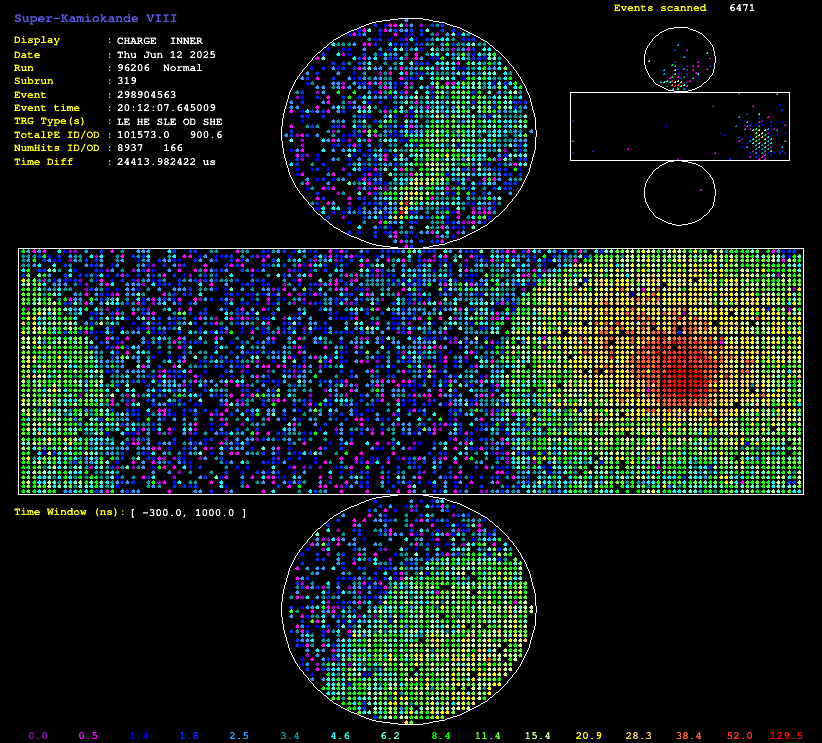 Super-Kamiokande VIII
Events scanned 6471
Display : CHARGE INNER
Date : Thu Jun 12 2025
Run : 96206 Normal
Subrun : 319
Event : 298904563
Event time : 20:12:07.645009
TRG Type(s) : LE HE SLE OD SHE
TotalPE ID/OD : 101573.0 900.6
NumHits ID/OD : 8937 166
Time Diff : 24413.982422 us
Time Window (ns): [ -300.0, 1000.0 ]
0.0 0.5 1.4 1.8 2.5 3.4 4.6 6.2 8.4 11.4 15.4 20.9 28.3 38.4 52.0 129.5